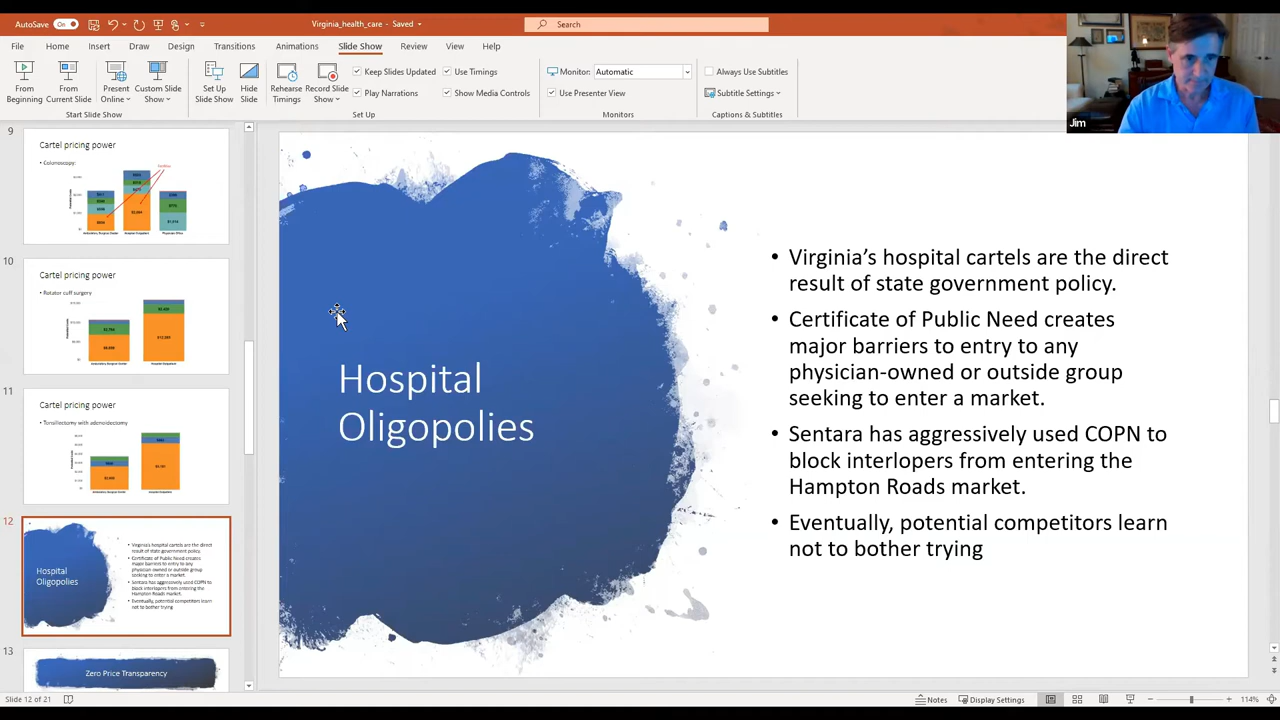 AutoSave On Virginia_health_care - Saved Search
File Home Insert Draw Design Transitions Animations Slide Show Review View Help
From Beginning
From Current Slide
Present Online
Custom Slide Show
Start Slide Show
Set Up Slide Show
Hide Slide
Rehearse Timings
Record Slide Show
Keep Slides Updated
Play Narrations
Use Timings
Show Media Controls
Set Up
Monitor: Automatic
Use Presenter View
Monitors
Always Use Subtitles
Subtitle Settings
Captions & Subtitles
Jim
9
Cartel pricing power
• Colonoscopy:
10
Cartel pricing power
• Rotator cuff surgery
11
Cartel pricing power
• Tonsillectomy with adenoidectomy
12
Hospital
Oligopolies
• Virginia's hospital cartels are the direct
result of state government policy.
• Certificate of Public Need creates
major barriers to entry to any
physician-owned or outside group
seeking to enter a market.
• Sentara has aggressively used COPN to
block interlopers from entering the
Hampton Roads market.
• Eventually, potential competitors learn
not to bother trying
13
Zero Price Transparency
Hospital
Oligopolies
• Virginia's hospital cartels are the direct
result of state government policy.
• Certificate of Public Need creates
major barriers to entry to any
physician-owned or outside group
seeking to enter a market.
• Sentara has aggressively used COPN to
block interlopers from entering the
Hampton Roads market.
• Eventually, potential competitors learn
not to bother trying
Slide 12 of 21 Notes Display Settings 114%